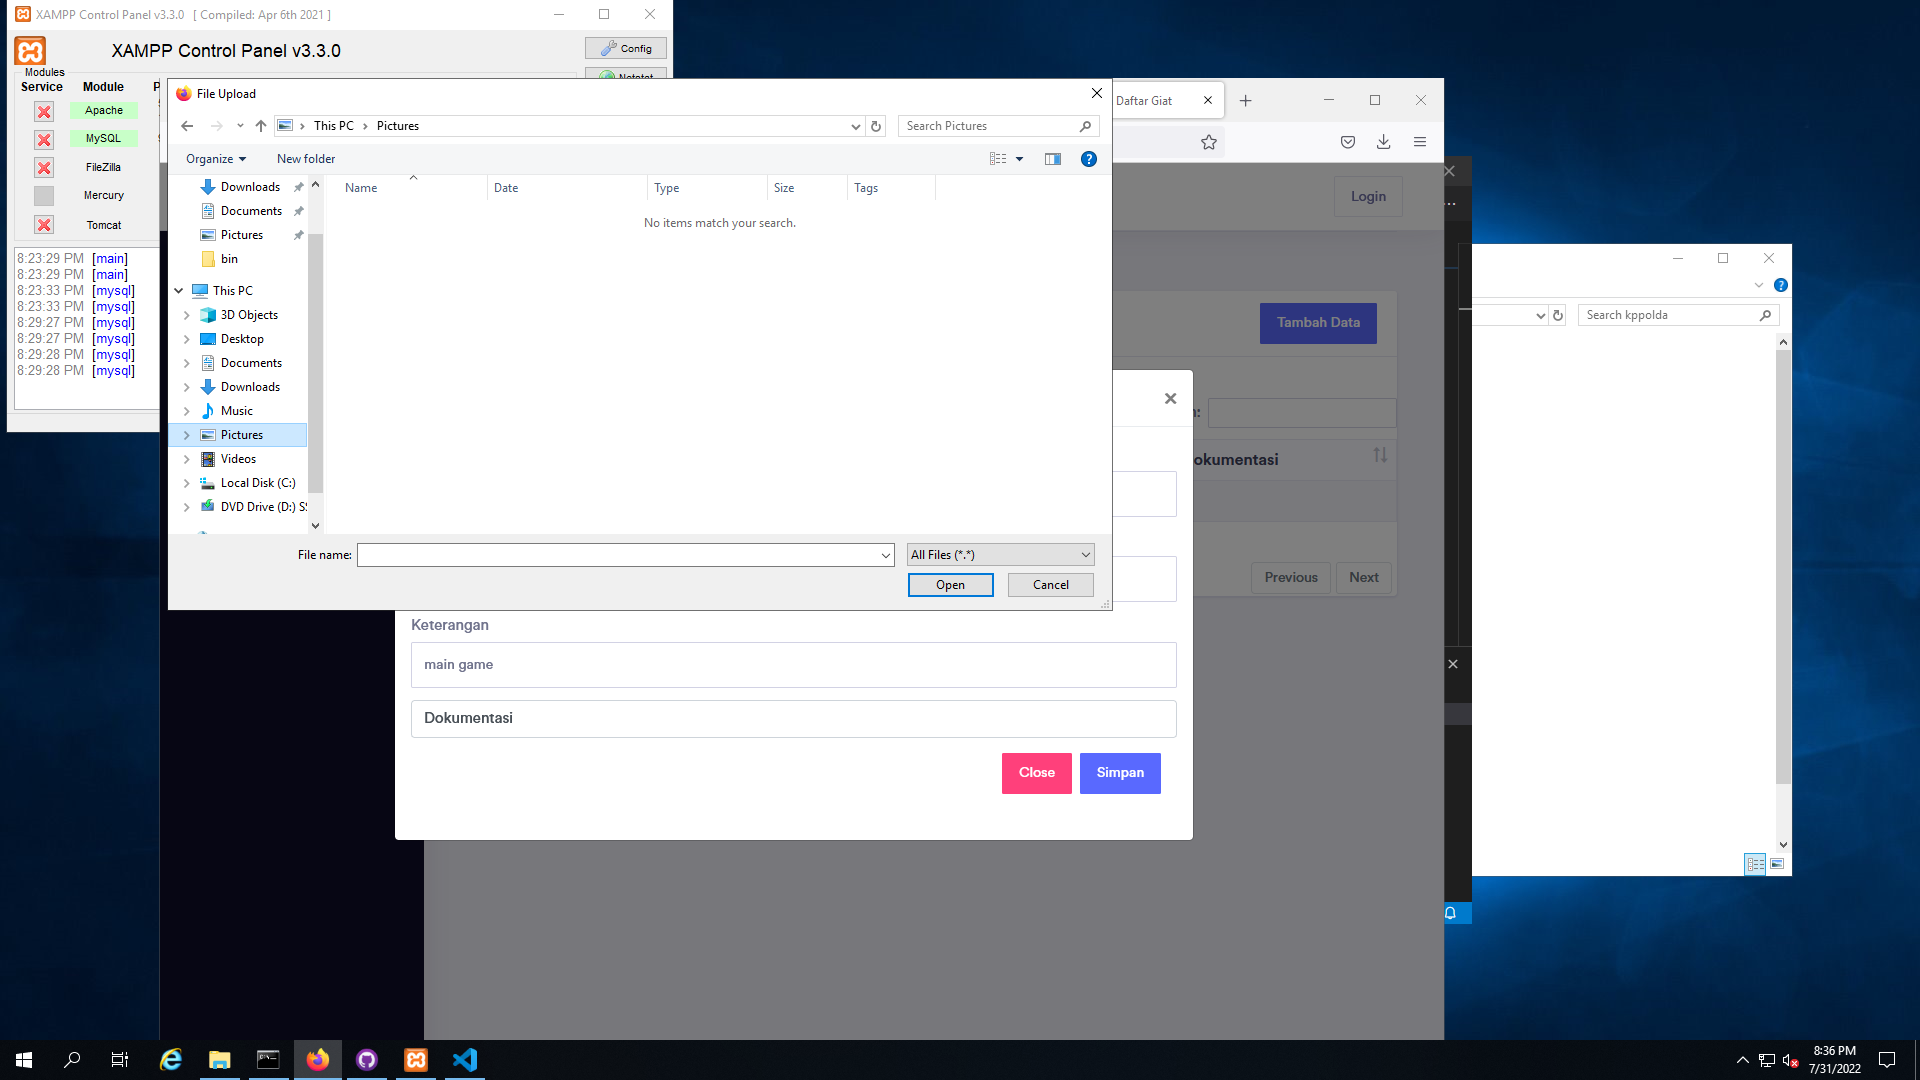 XAMPP Control Panel v3.3.0 [ Compiled: Apr 6th 2021 ]
XAMPP Control Panel v3.3.0
Config
Modules
Service Module
Netstat
Apache
MySQL
FileZilla
Mercury
Tomcat
8:23:29 PM [main]
8:23:29 PM [main]
8:23:33 PM [mysql]
8:23:33 PM [mysql]
8:29:27 PM [mysql]
8:29:27 PM [mysql]
8:29:28 PM [mysql]
8:29:28 PM [mysql]
File Upload
This PC > Pictures
Search Pictures
Organize
New folder
Downloads
Documents
Pictures
bin
This PC
3D Objects
Desktop
Documents
Downloads
Music
Pictures
Videos
Local Disk (C:)
DVD Drive (D:)
Name Date Type Size Tags
No items match your search.
File name:
All Files (*.*)
Open
Cancel
Daftar Giat
Login
Tambah Data
okumentasi
Previous
Next
Keterangan
main game
Dokumentasi
Close
Simpan
Search kppolda
8:36 PM
7/31/2022